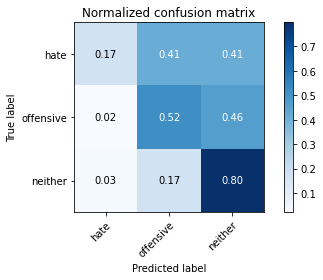 Normalized confusion matrix
True label
hate 0.17 0.41 0.41
offensive 0.02 0.52 0.46
neither 0.03 0.17 0.80
hate offensive neither
Predicted label
0.7
0.6
0.5
0.4
0.3
0.2
0.1